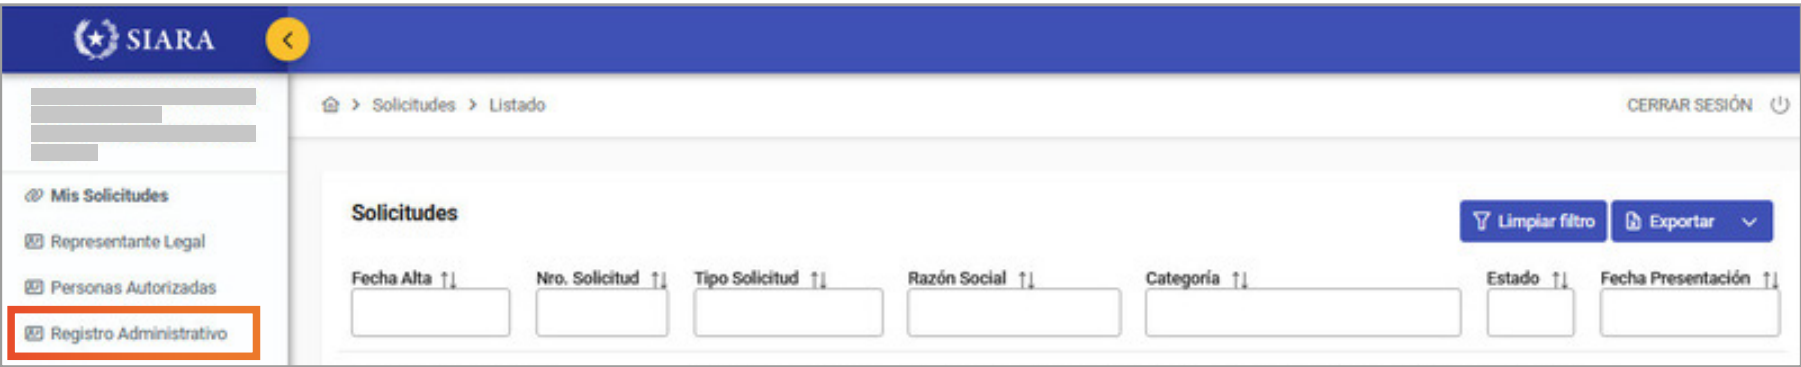 SIARA
Solicitudes > Listado
CERRAR SESIÓN
Mis Solicitudes
Representante Legal
Personas Autorizadas
Registro Administrativo
Solicitudes
Limpiar filtro
Exportar
Fecha Alta Nro. Solicitud Tipo Solicitud Razón Social Categoría Estado Fecha Presentación